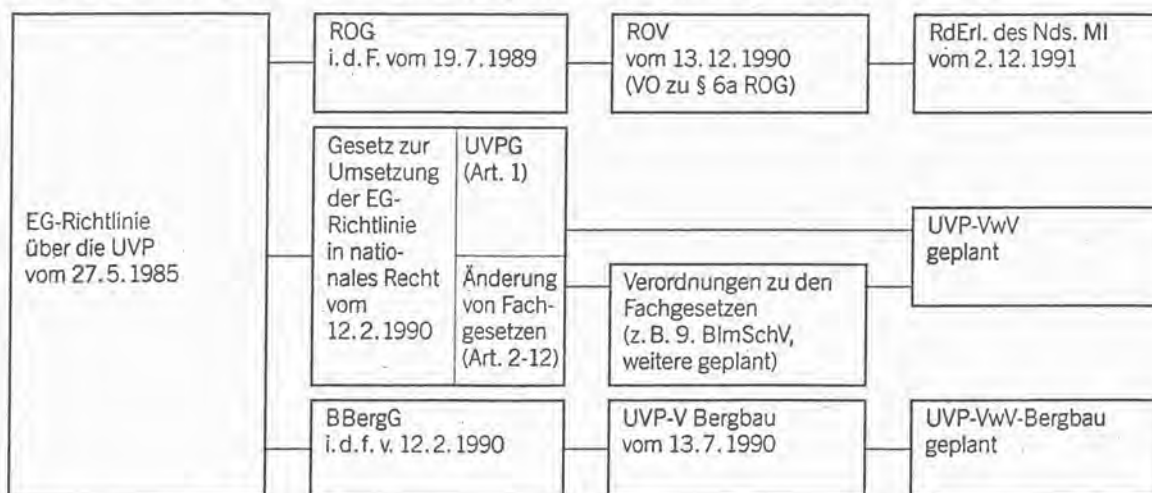 EG-Richtlinie
über die UVP
vom 27.5.1985
ROG
i. d. F. vom 19.7.1989
ROV
vom 13.12.1990
(VO zu § 6a ROG)
RdErl. des Nds. MI
vom 2.12.1991
Gesetz zur
Umsetzung
der EG-
Richtlinie
in natio-
nales Recht
vom
12.2.1990
UVPG
(Art. 1)
Änderung
von Fach-
gesetzen
(Art. 2-12)
Verordnungen zu den
Fachgesetzen
(z. B. 9. BImSchV,
weitere geplant)
UVP-VwV
geplant
BBergG
i.d.f. v. 12.2.1990
UVP-V Bergbau
vom 13.7.1990
UVP-VwV-Bergbau
geplant